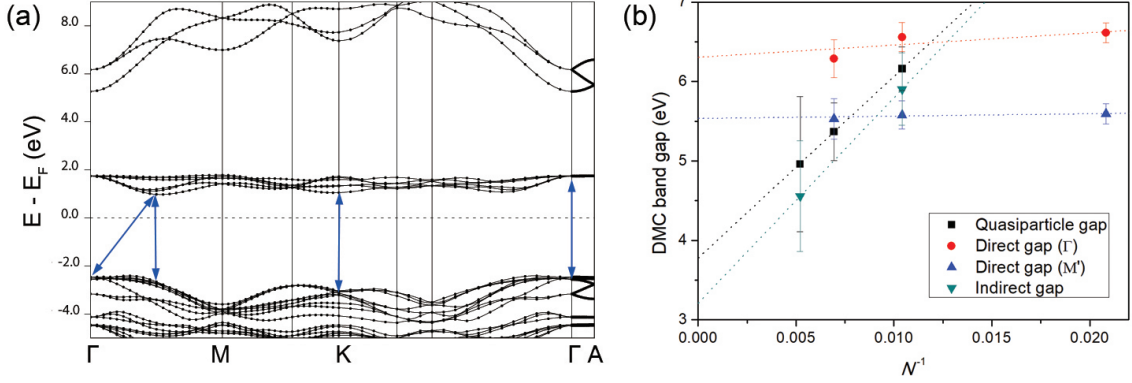 (a)
E - E_F (eV)
8.0
6.0
4.0
2.0
0.0
-2.0
-4.0
Γ M K Γ A
(b)
DMC band gap (eV)
7
6
5
4
3
Quasiparticle gap
Direct gap (Γ)
Direct gap (M')
Indirect gap
0.000 0.005 0.010 0.015 0.020
N⁻¹